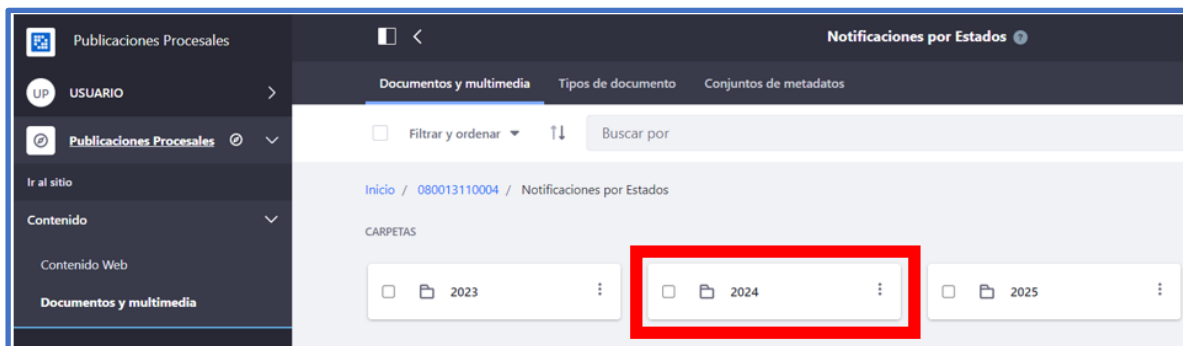 Publicaciones Procesales
Notificaciones por Estados
UP USUARIO
Documentos y multimedia Tipos de documento Conjuntos de metadatos
Publicaciones Procesales
Filtrar y ordenar Buscar por
Ir al sitio
Inicio / 080013110004 / Notificaciones por Estados
Contenido
CARPETAS
Contenido Web
Documentos y multimedia
2023 2024 2025